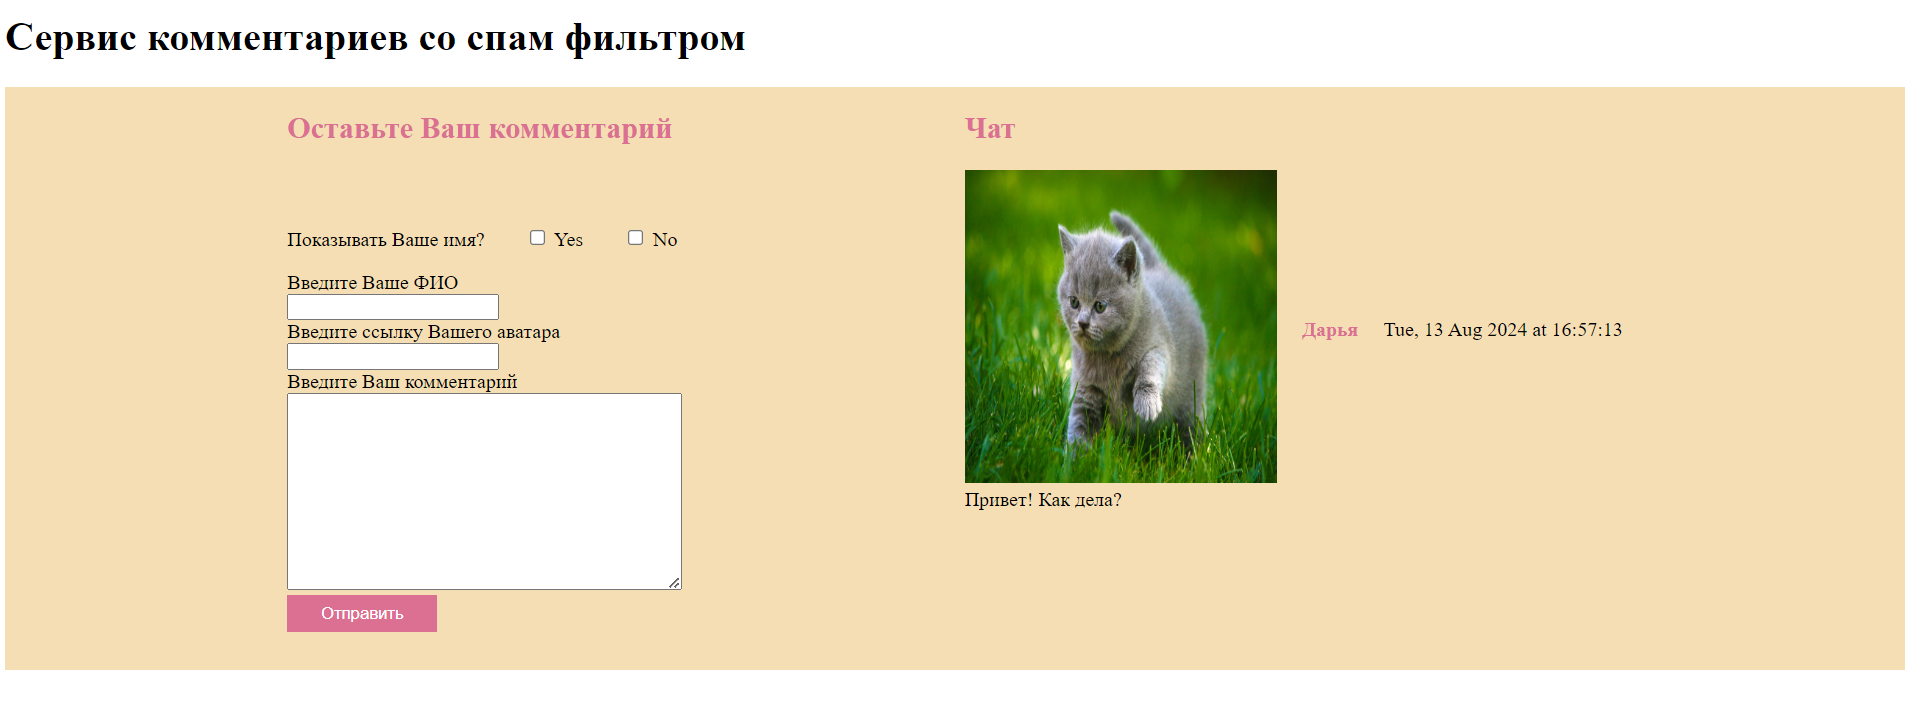 Сервис комментариев со спам фильтром
Оставьте Ваш комментарий
Показывать Ваше имя? Yes No
Введите Ваше ФИО
Введите ссылку Вашего аватара
Введите Ваш комментарий
Отправить
Чат
Дарья Tue, 13 Aug 2024 at 16:57:13
Привет! Как дела?